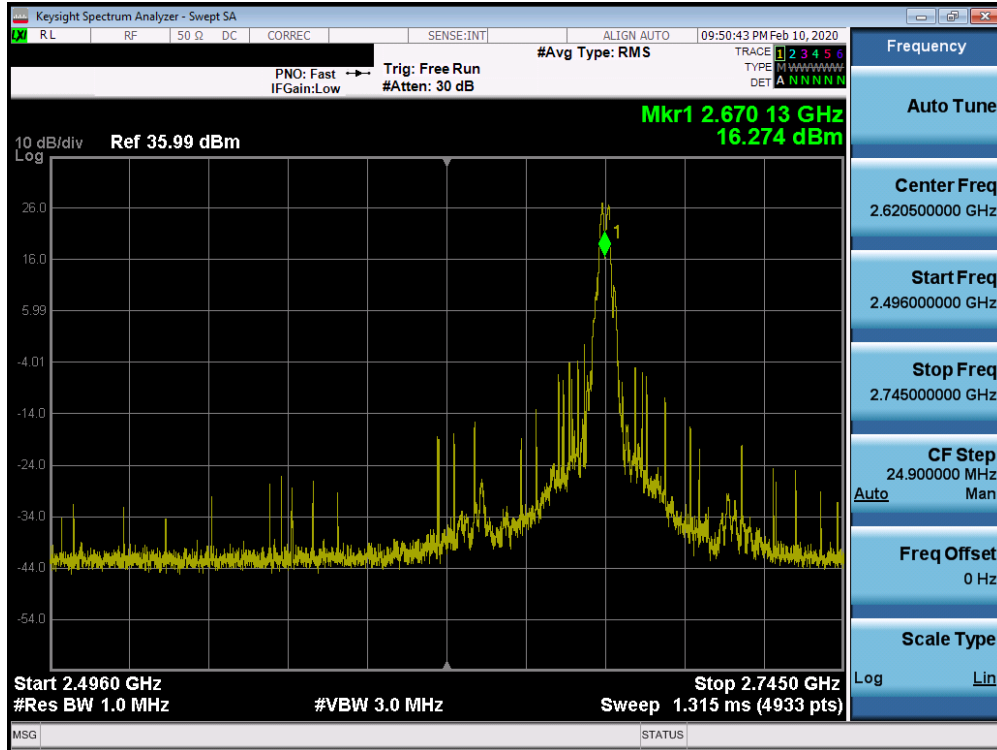 Keysight Spectrum Analyzer - Swept SA
LXI RL RF 50 Ω DC CORREC SENSE:INT ALIGN AUTO 09:50:43 PM Feb 10, 2020
PNO: Fast Trig: Free Run #Avg Type: RMS TRACE 1 2 3 4 5 6
IFGain:Low #Atten: 30 dB TYPE M WWWWW
DET A N N N N N
Mkr1 2.670 13 GHz
16.274 dBm
10 dB/div Ref 35.99 dBm
Log
26.0
16.0
5.99
-4.01
-14.0
-24.0
-34.0
-44.0
-54.0
1
Start 2.4960 GHz Stop 2.7450 GHz
#Res BW 1.0 MHz #VBW 3.0 MHz Sweep 1.315 ms (4933 pts)
MSG STATUS
Frequency
Auto Tune
Center Freq
2.620500000 GHz
Start Freq
2.496000000 GHz
Stop Freq
2.745000000 GHz
CF Step
24.900000 MHz
Auto Man
Freq Offset
0 Hz
Scale Type
Log Lin